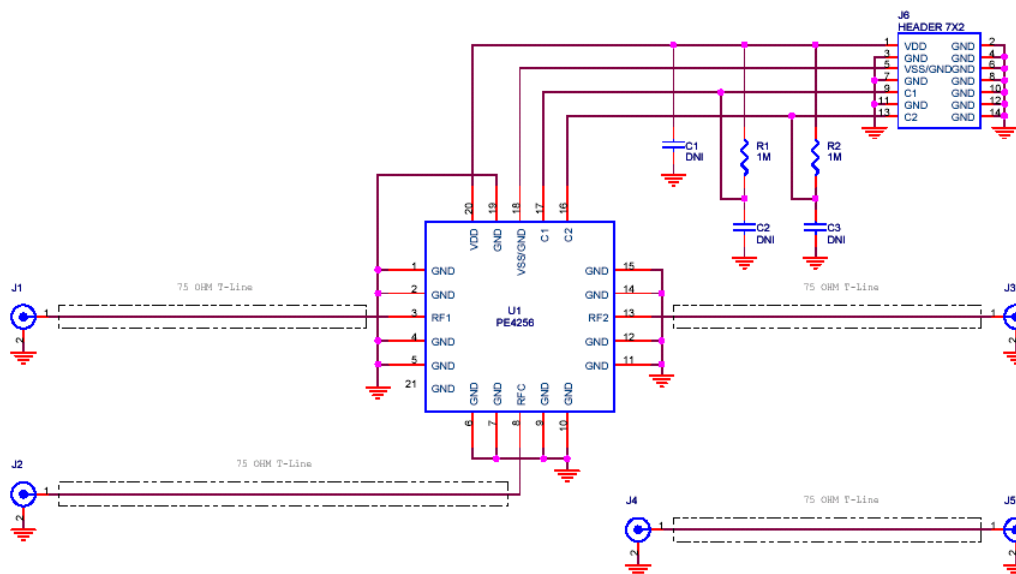 J6
HEADER 7X2
1 VDD GND 2
3 GND GND 4
5 VSS/GND GND 6
7 GND GND 8
9 C1 GND 10
11 GND GND 12
13 C2 GND 14
C1
DNI
R1
1M
R2
1M
C2
DNI
C3
DNI
20 19 18 17 16
VDD GND VSS/GND C1 C2
1 GND GND 15
2 GND GND 14
3 RF1 RF2 13
4 GND GND 12
5 GND GND 11
21 GND
U1
PE4256
GND GND RFC GND GND
6 7 8 9 10
J1
75 OHM T-Line
1
2
75 OHM T-Line
J3
1
2
J2
75 OHM T-Line
1
2
J4
75 OHM T-Line
J5
1 1
2 2